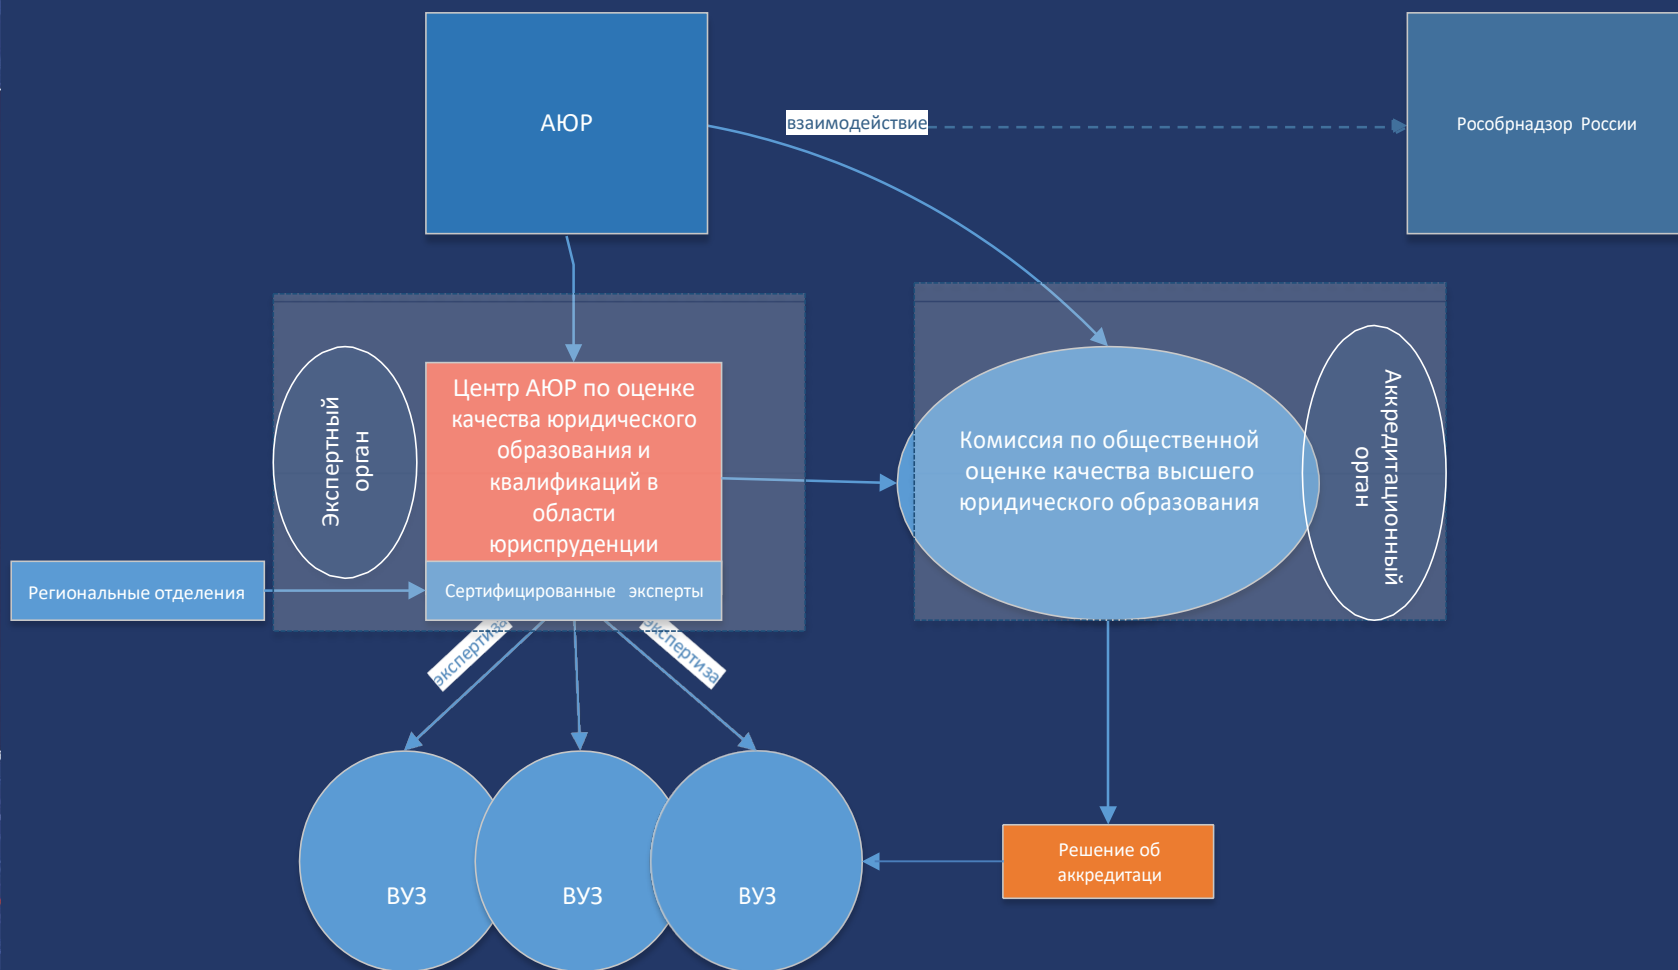 АЮР
взаимодействие
Рособрнадзор России
Экспертный
орган
Центр АЮР по оценке
качества юридического
образования и
квалификаций в
области
юриспруденции
Комиссия по общественной
оценке качества высшего
юридического образования
Аккредитационный
орган
Региональные отделения
Сертифицированные эксперты
экспертиза
экспертиза
ВУЗ
ВУЗ
ВУЗ
Решение об
аккредитаци